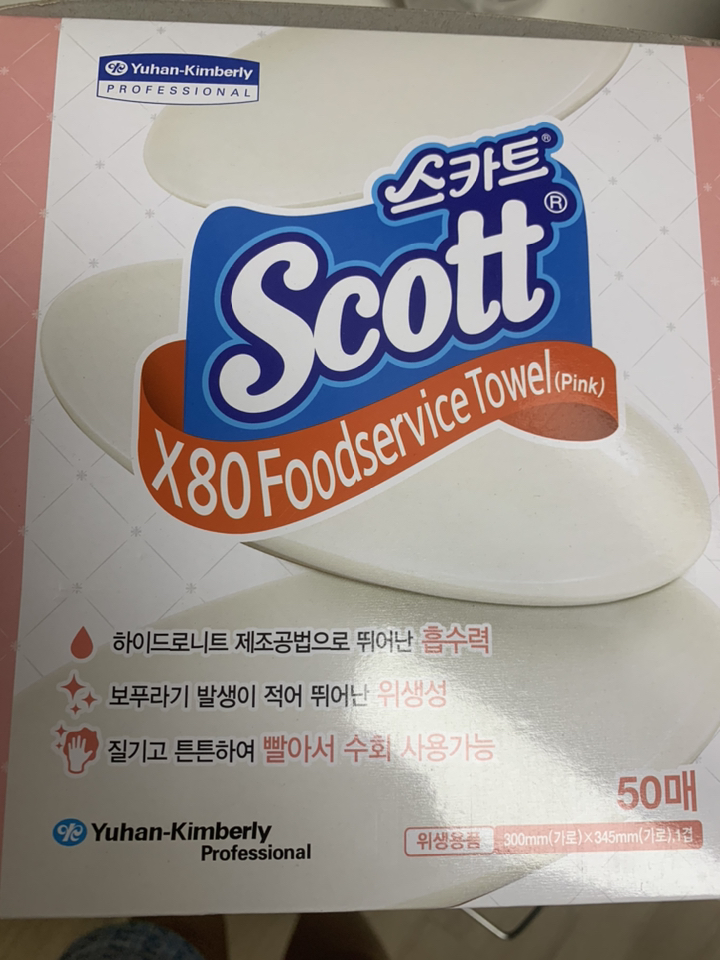 Yuhan-Kimberly
PROFESSIONAL
스카트®
Scott®
X80 Foodservice Towel (Pink)
하이드로니트 제조공법으로 뛰어난 흡수력
보푸라기 발생이 적어 뛰어난 위생성
질기고 튼튼하여 빨아서 수회 사용가능
50매
위생용품 300mm(가로)×345mm(가로),1겹
Yuhan-Kimberly
Professional